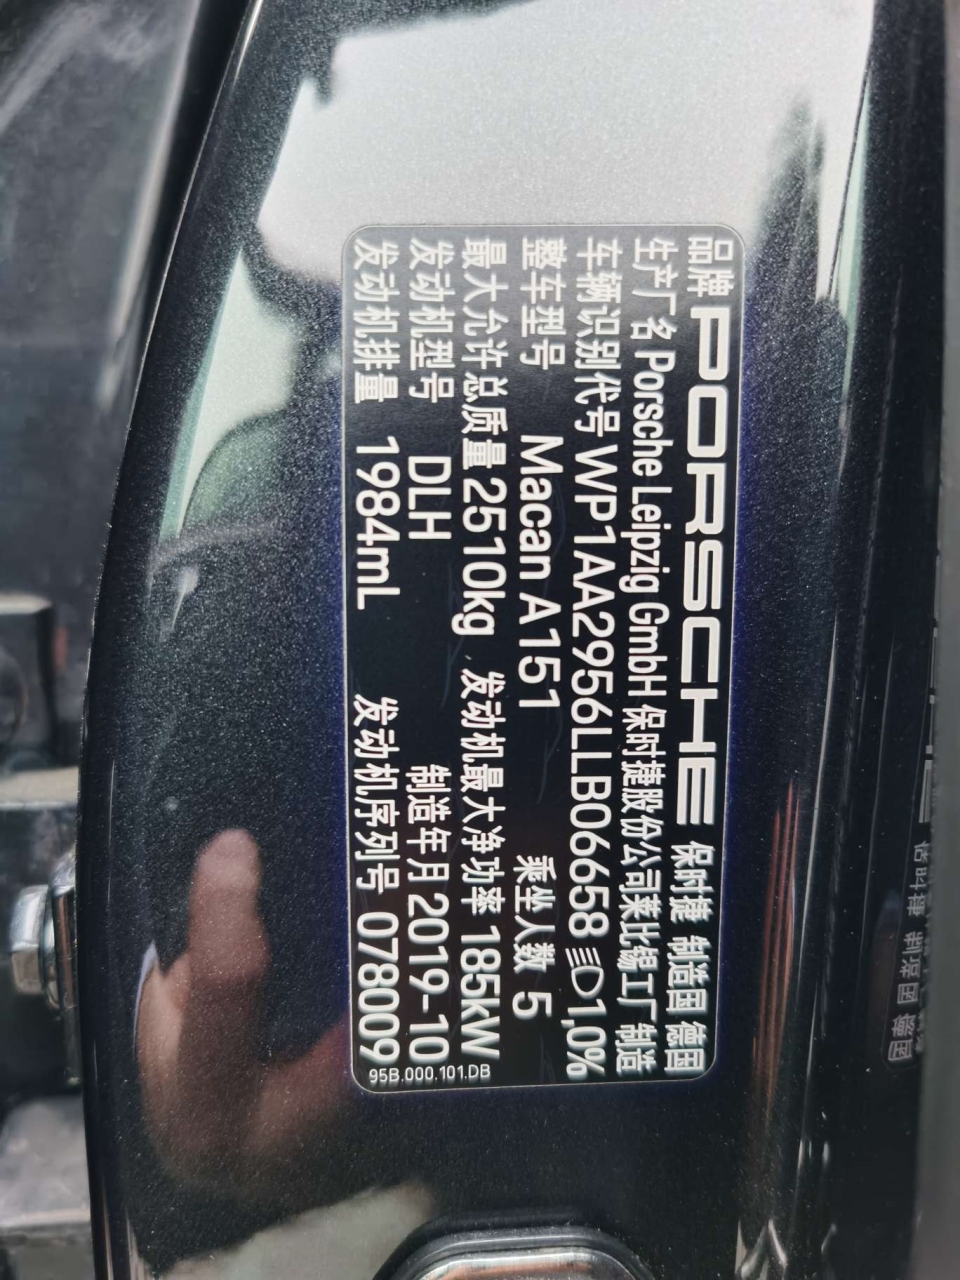 品牌 PORSCHE 保时捷 制造国 德国
生产厂名 Porsche Leipzig GmbH 保时捷股份公司莱比锡工厂制造
车辆识别代号 WP1AA2956LLB06658 1,0%
整车型号 Macan A151 乘坐人数 5
最大允许总质量 2510kg 发动机最大净功率 185kW
发动机型号 DLH 制造年月 2019-10
发动机排量 1984mL 发动机序列号 078009
95B.000.101.DB